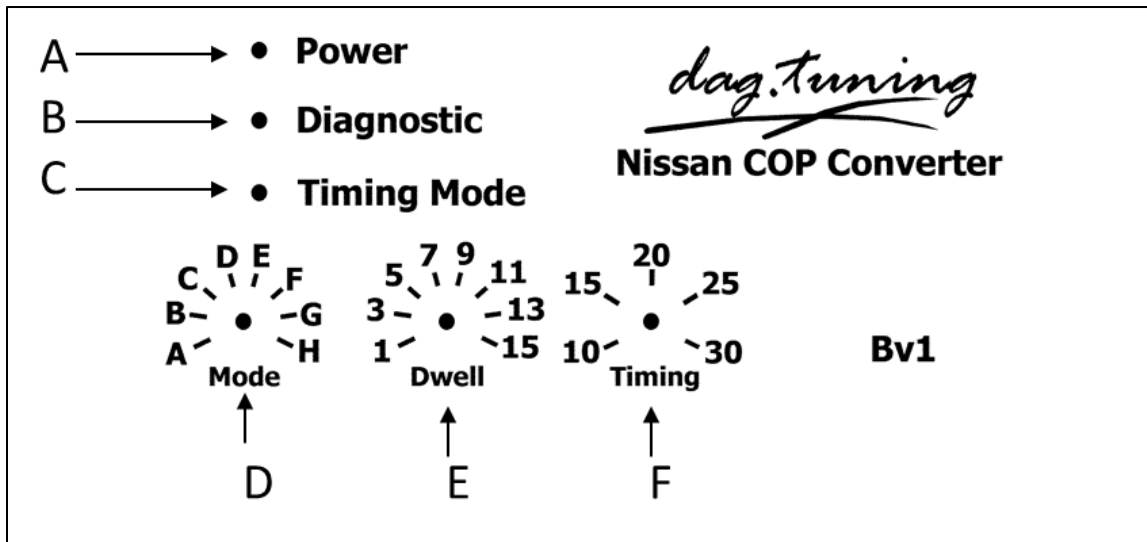 A • Power
B • Diagnostic
C • Timing Mode
dag.tuning
Nissan COP Converter
A B C D E F G H
Mode
1 3 5 7 9 11 13 15
Dwell
10 15 20 25 30
Timing
Bv1
D E F